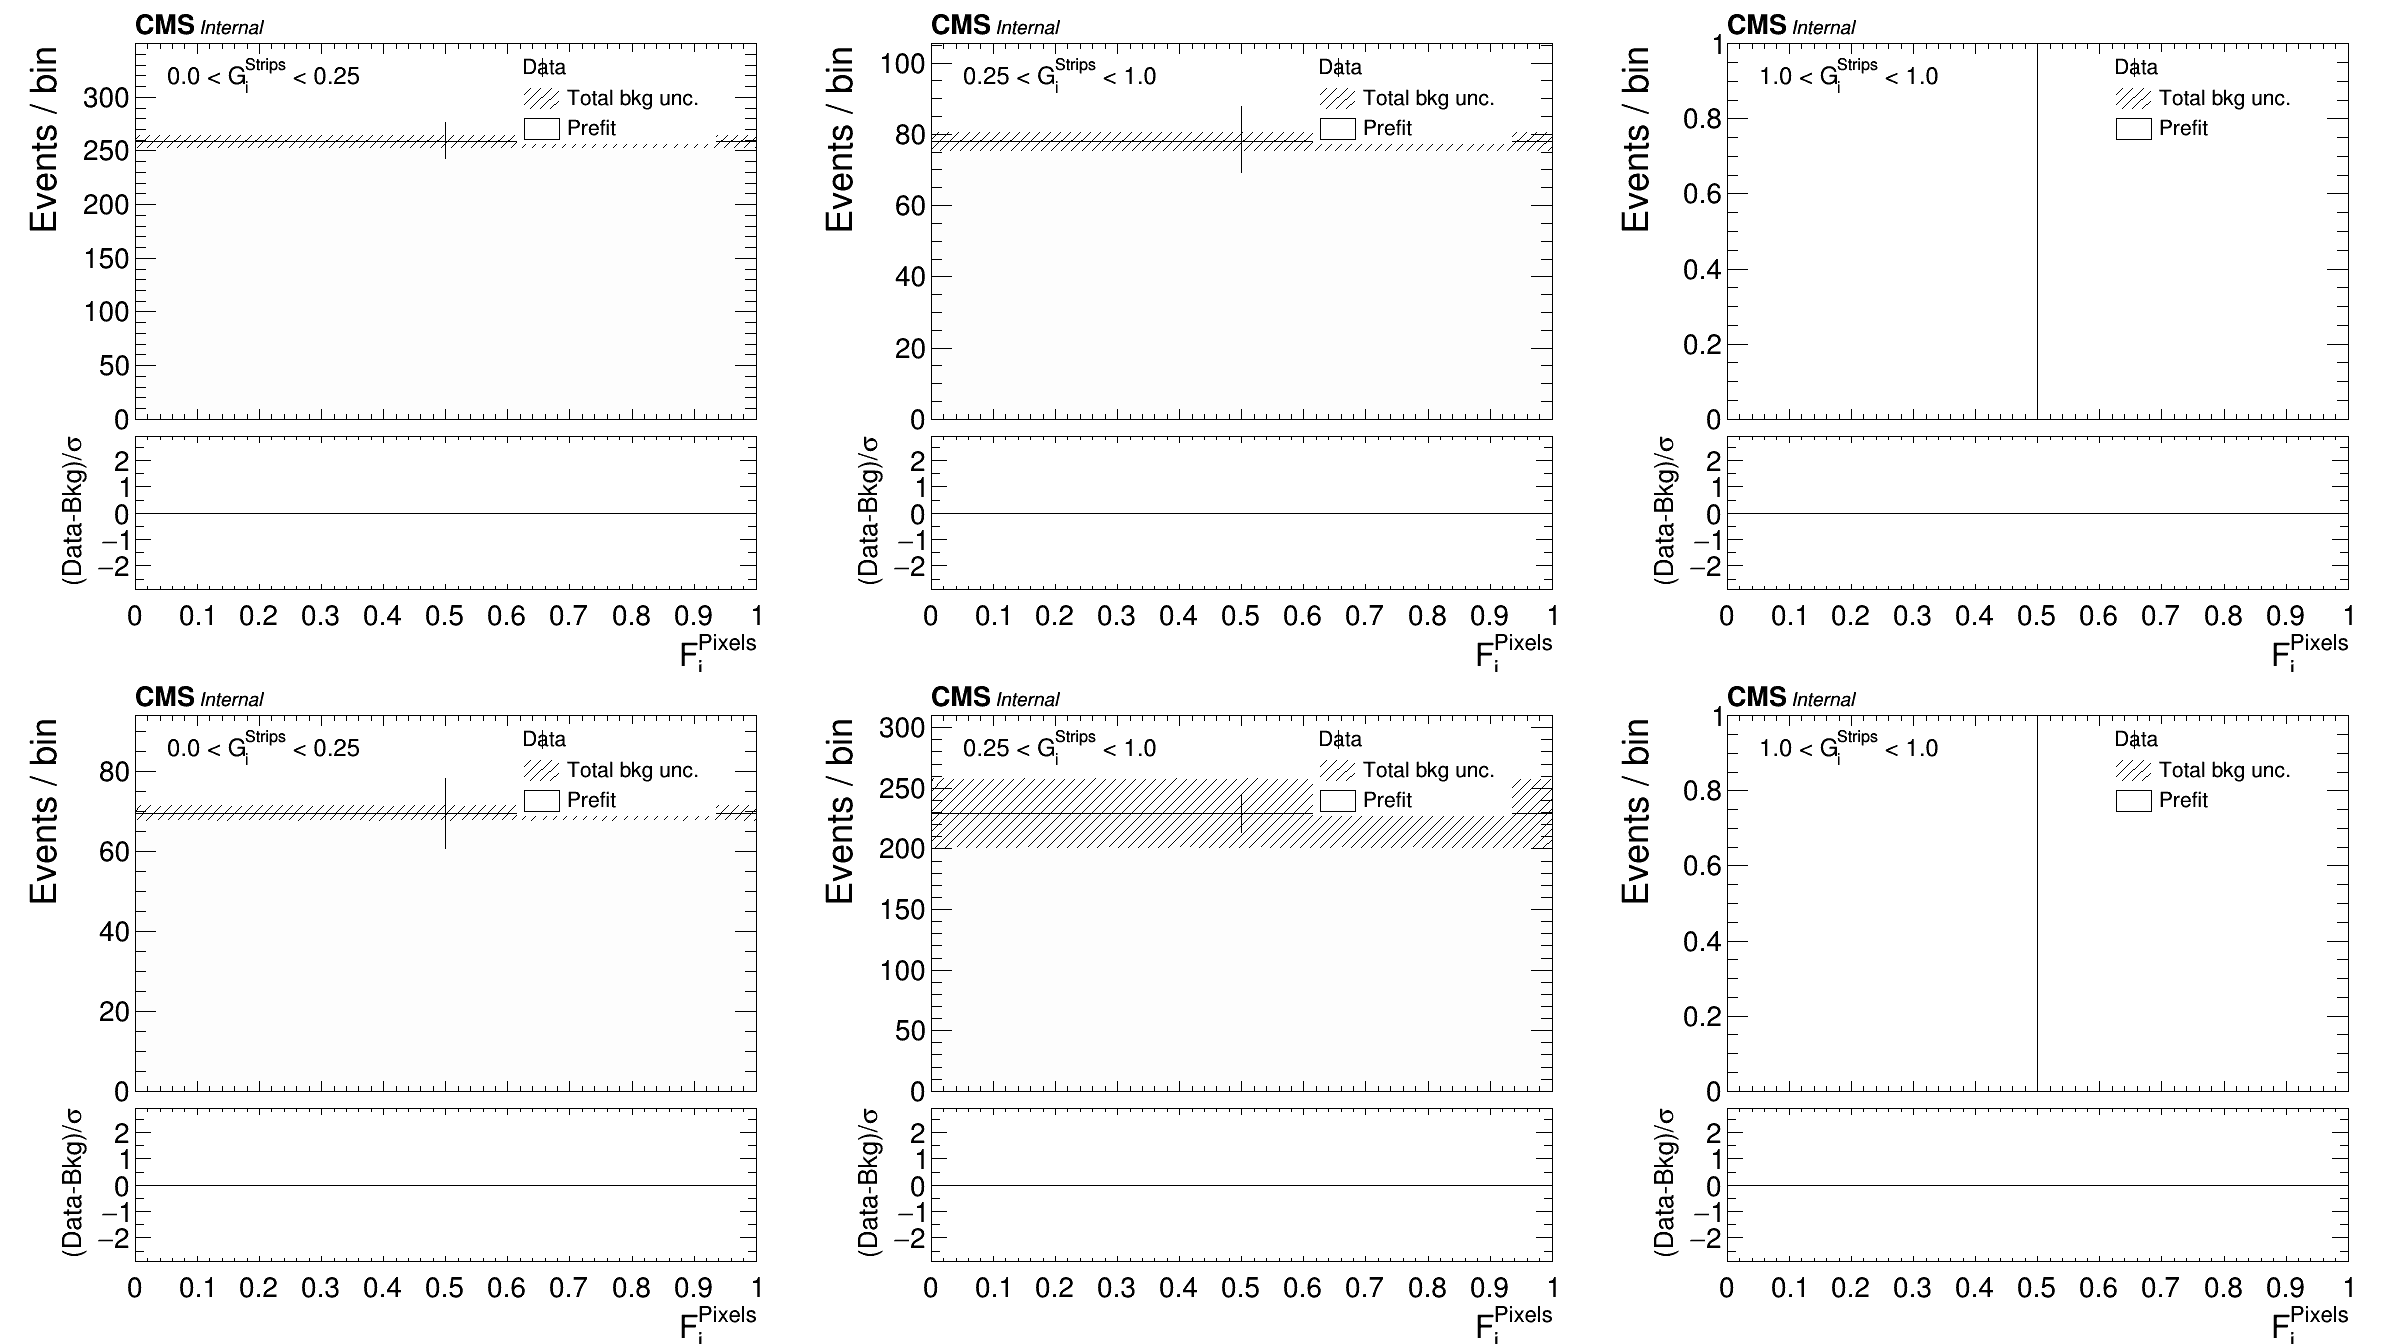 CMS Internal
Events / bin
0.0 < G_i^Strips < 0.25
Data
Total bkg unc.
Prefit
300
250
200
150
100
50
0
(Data-Bkg)/σ
2
1
0
−1
−2
0 0.1 0.2 0.3 0.4 0.5 0.6 0.7 0.8 0.9 1
F_i^Pixels
CMS Internal
Events / bin
0.25 < G_i^Strips < 1.0
Data
Total bkg unc.
Prefit
100
80
60
40
20
0
(Data-Bkg)/σ
2
1
0
−1
−2
0 0.1 0.2 0.3 0.4 0.5 0.6 0.7 0.8 0.9 1
F_i^Pixels
CMS Internal
Events / bin
1.0 < G_i^Strips < 1.0
Data
Total bkg unc.
Prefit
1
0.8
0.6
0.4
0.2
0
(Data-Bkg)/σ
2
1
0
−1
−2
0 0.1 0.2 0.3 0.4 0.5 0.6 0.7 0.8 0.9 1
F_i^Pixels
CMS Internal
Events / bin
0.0 < G_i^Strips < 0.25
Data
Total bkg unc.
Prefit
80
60
40
20
0
(Data-Bkg)/σ
2
1
0
−1
−2
0 0.1 0.2 0.3 0.4 0.5 0.6 0.7 0.8 0.9 1
F_i^Pixels
CMS Internal
Events / bin
0.25 < G_i^Strips < 1.0
Data
Total bkg unc.
Prefit
300
250
200
150
100
50
0
(Data-Bkg)/σ
2
1
0
−1
−2
0 0.1 0.2 0.3 0.4 0.5 0.6 0.7 0.8 0.9 1
F_i^Pixels
CMS Internal
Events / bin
1.0 < G_i^Strips < 1.0
Data
Total bkg unc.
Prefit
1
0.8
0.6
0.4
0.2
0
(Data-Bkg)/σ
2
1
0
−1
−2
0 0.1 0.2 0.3 0.4 0.5 0.6 0.7 0.8 0.9 1
F_i^Pixels